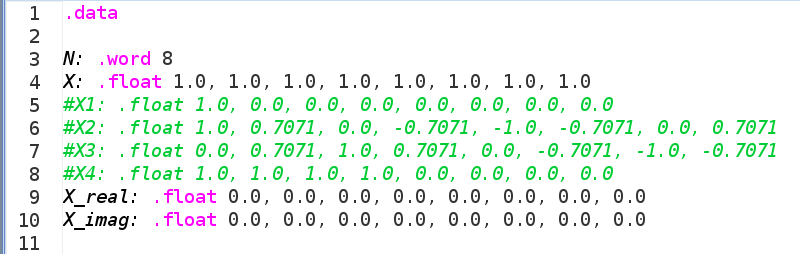 1 .data
2
3 N: .word 8
4 X: .float 1.0, 1.0, 1.0, 1.0, 1.0, 1.0, 1.0, 1.0
5 #X1: .float 1.0, 0.0, 0.0, 0.0, 0.0, 0.0, 0.0, 0.0
6 #X2: .float 1.0, 0.7071, 0.0, -0.7071, -1.0, -0.7071, 0.0, 0.7071
7 #X3: .float 0.0, 0.7071, 1.0, 0.7071, 0.0, -0.7071, -1.0, -0.7071
8 #X4: .float 1.0, 1.0, 1.0, 1.0, 0.0, 0.0, 0.0, 0.0
9 X_real: .float 0.0, 0.0, 0.0, 0.0, 0.0, 0.0, 0.0, 0.0
10 X_imag: .float 0.0, 0.0, 0.0, 0.0, 0.0, 0.0, 0.0, 0.0
11